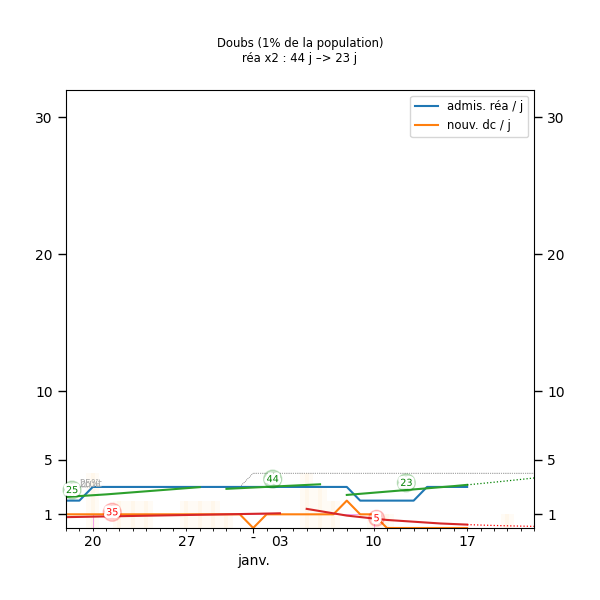 Doubs (1% de la population)
réa x2 : 44 j –> 23 j
admis. réa / j
nouv. dc / j
30 30
20 20
10 10
5 5
1 1
25 35 44 5 23
20 27 - 03 10 17
janv.